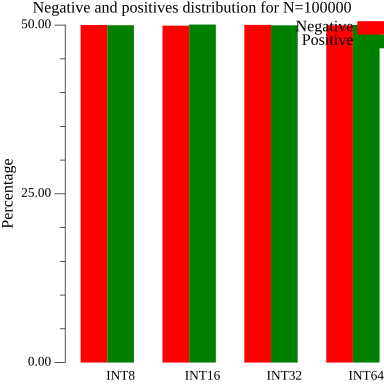 Negative and positives distribution for N=100000
Negative
Positive
50.00
25.00
0.00
Percentage
INT8
INT16
INT32
INT64